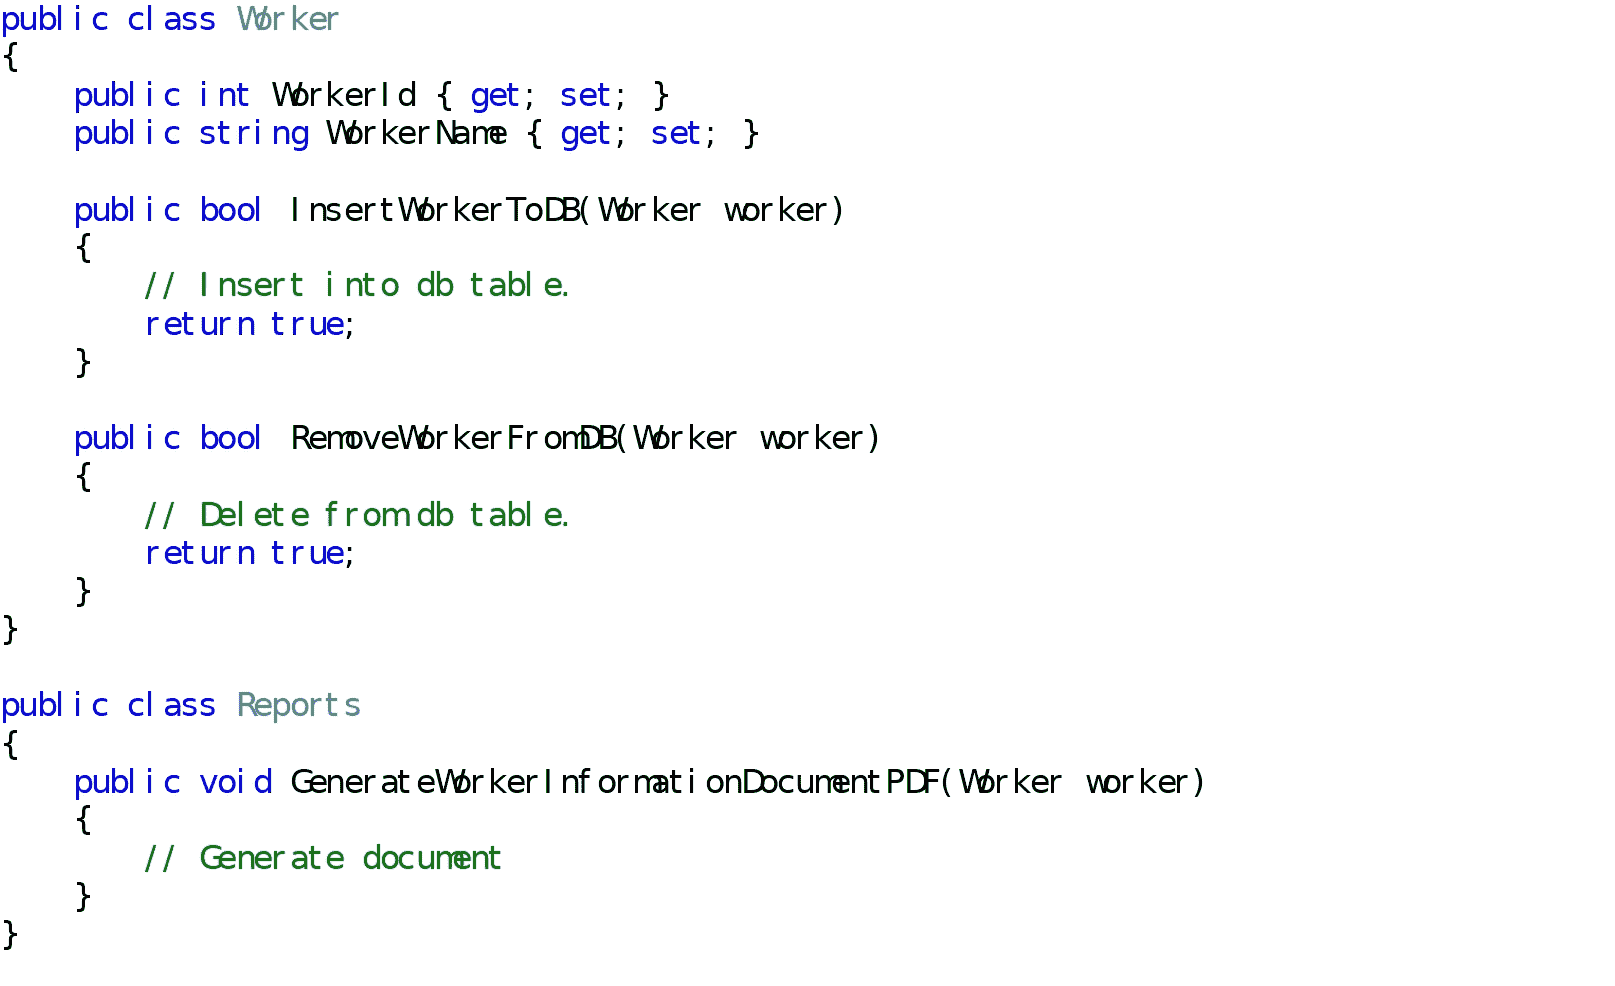 public class Worker
{
    public int WorkerId { get; set; }
    public string WorkerName { get; set; }

    public bool InsertWorkerToDB(Worker worker)
    {
        // Insert into db table.
        return true;
    }

    public bool RemoveWorkerFromDB(Worker worker)
    {
        // Delete from db table.
        return true;
    }
}

public class Reports
{
    public void GenerateWorkerInformationDocumentPDF(Worker worker)
    {
        // Generate document
    }
}